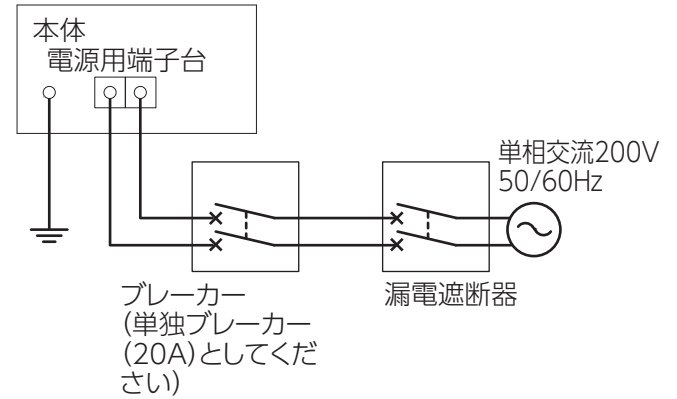 本体
電源用端子台
単相交流200V
50/60Hz
ブレーカー
(単独ブレーカー
(20A)としてくだ
さい)
漏電遮断器